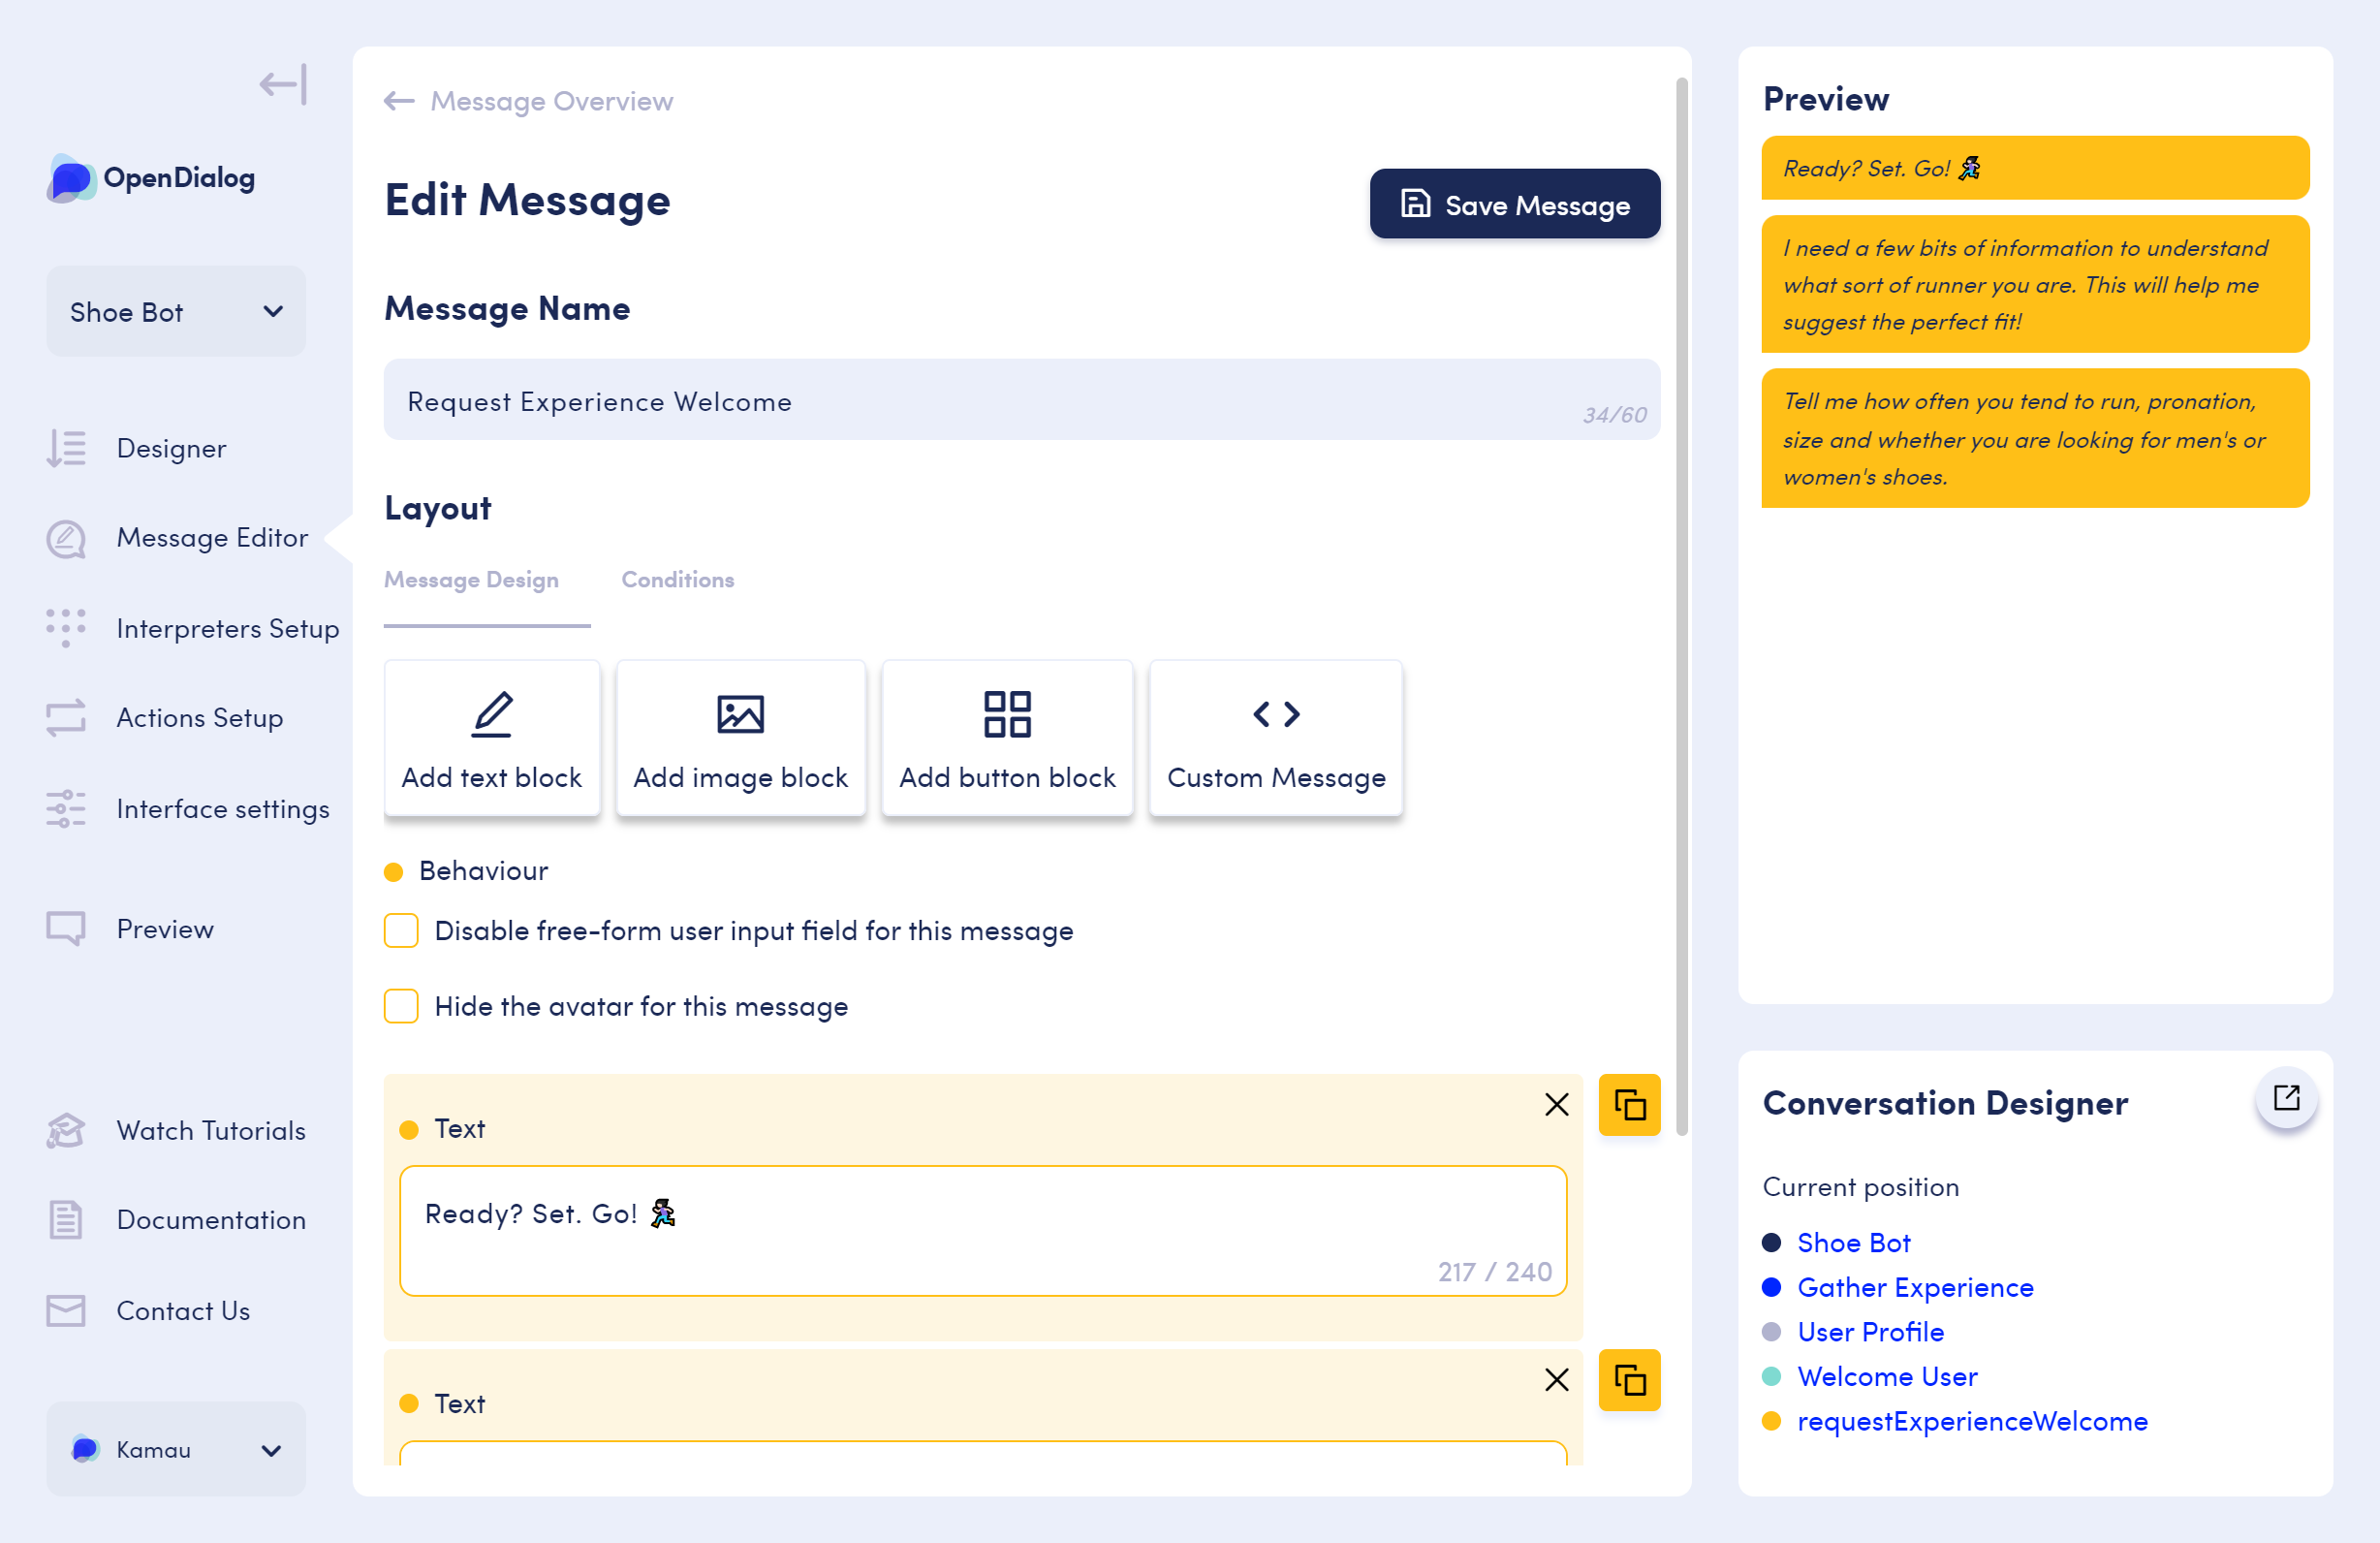 OpenDialog
Shoe Bot
Designer
Message Editor
Interpreters Setup
Actions Setup
Interface settings
Preview
Watch Tutorials
Documentation
Contact Us
Kamau
Message Overview
Edit Message
Save Message
Message Name
Request Experience Welcome
34/60
Layout
Message Design
Conditions
Add text block
Add image block
Add button block
Custom Message
Behaviour
Disable free-form user input field for this message
Hide the avatar for this message
Text
Ready? Set. Go! 🏃
217 / 240
Text
Preview
Ready? Set. Go! 🏃
I need a few bits of information to understand
what sort of runner you are. This will help me
suggest the perfect fit!
Tell me how often you tend to run, pronation,
size and whether you are looking for men's or
women's shoes.
Conversation Designer
Current position
Shoe Bot
Gather Experience
User Profile
Welcome User
requestExperienceWelcome